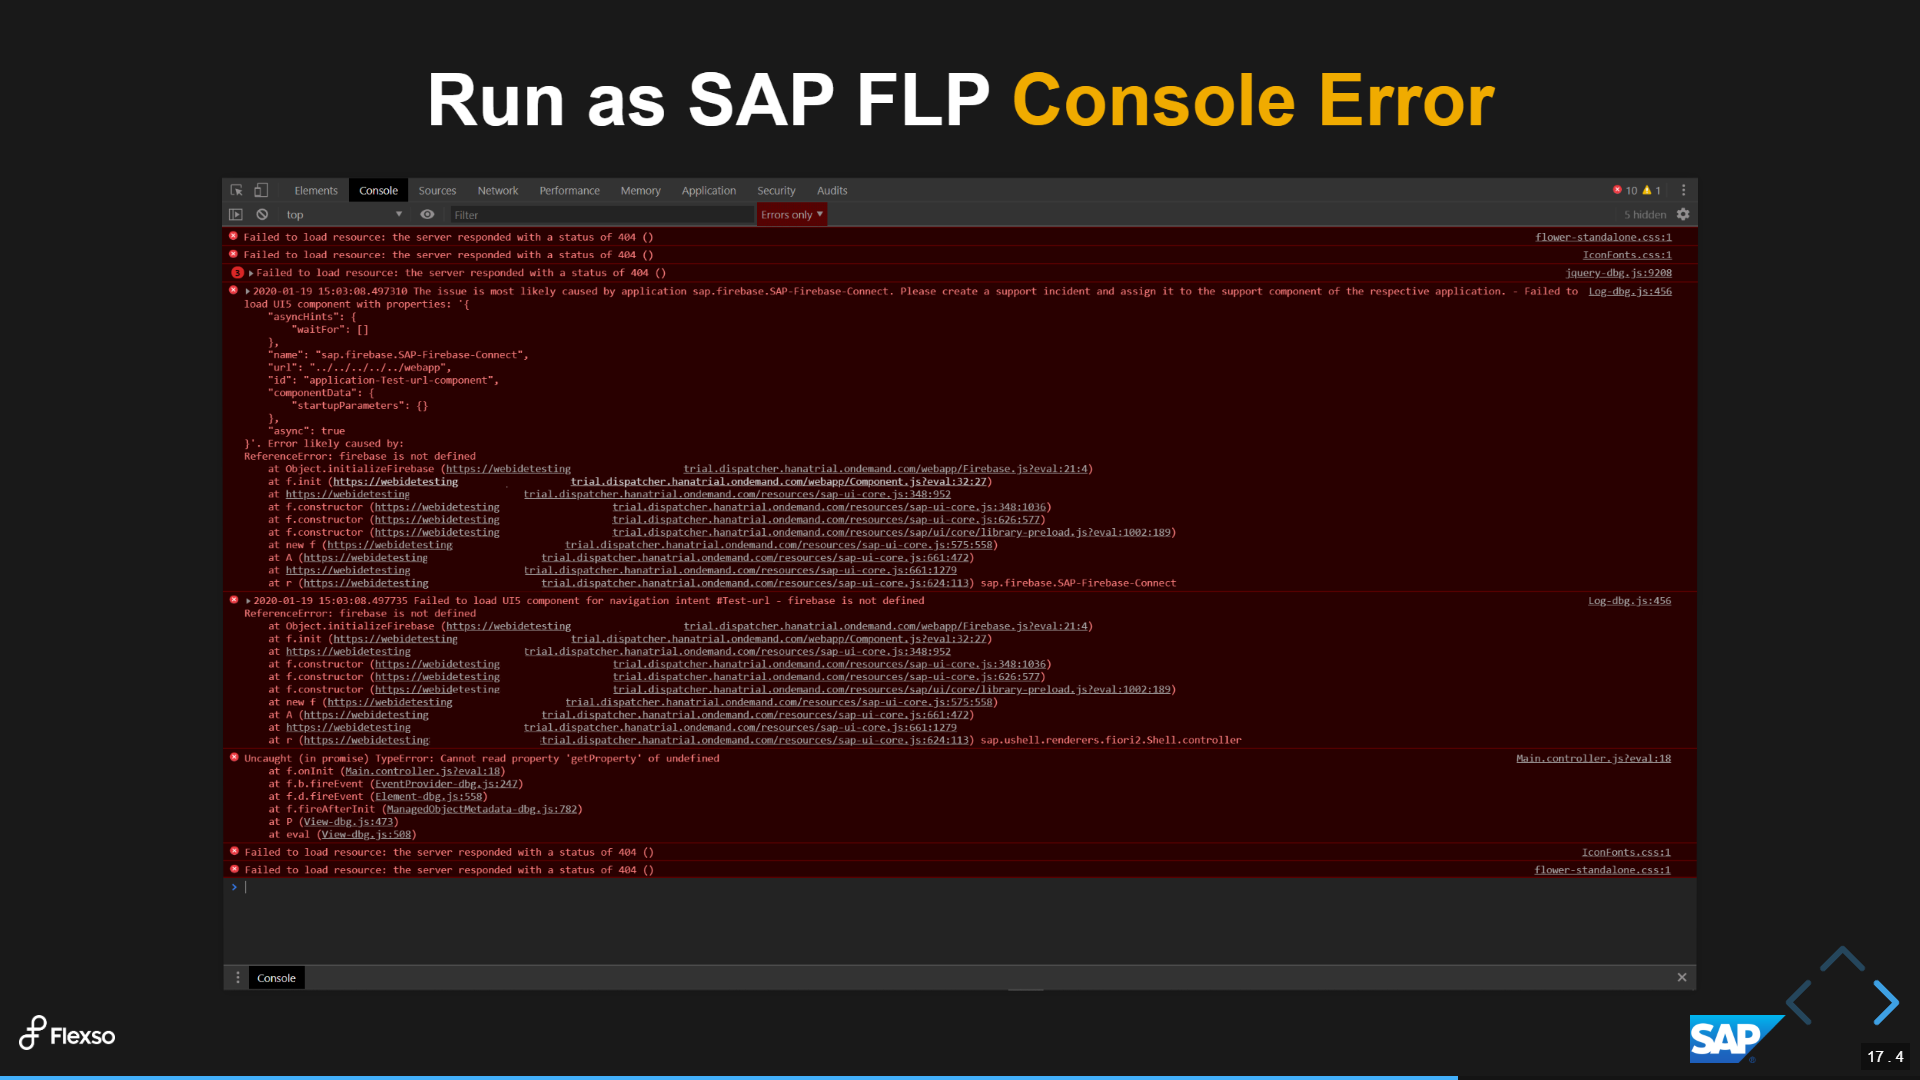 Run as SAP FLP Console Error
Elements Console Sources Network Performance Memory Application Security Audits 10 1
top Filter Errors only 5 hidden
Failed to load resource: the server responded with a status of 404 () flower-standalone.css:1
Failed to load resource: the server responded with a status of 404 () IconFonts.css:1
3 Failed to load resource: the server responded with a status of 404 () jquery-dbg.js:9208
2020-01-19 15:03:08.497310 The issue is most likely caused by application sap.firebase.SAP-Firebase-Connect. Please create a support incident and assign it to the support component of the respective application. - Failed to Log-dbg.js:456
load UI5 component with properties: '{
"asyncHints": {
"waitFor": []
},
"name": "sap.firebase.SAP-Firebase-Connect",
"url": "../../../../../webapp",
"id": "application-Test-url-component",
"componentData": {
"startupParameters": {}
},
"async": true
}'. Error likely caused by:
ReferenceError: firebase is not defined
at Object.initializeFirebase (https://webidetesting trial.dispatcher.hanatrial.ondemand.com/webapp/Firebase.js?eval:21:4)
at f.init (https://webidetesting trial.dispatcher.hanatrial.ondemand.com/webapp/Component.js?eval:32:27)
at https://webidetesting trial.dispatcher.hanatrial.ondemand.com/resources/sap-ui-core.js:348:952
at f.constructor (https://webidetesting trial.dispatcher.hanatrial.ondemand.com/resources/sap-ui-core.js:348:1036)
at f.constructor (https://webidetesting trial.dispatcher.hanatrial.ondemand.com/resources/sap-ui-core.js:626:577)
at f.constructor (https://webidetesting trial.dispatcher.hanatrial.ondemand.com/resources/sap/ui/core/library-preload.js?eval:1002:189)
at new f (https://webidetesting trial.dispatcher.hanatrial.ondemand.com/resources/sap-ui-core.js:575:558)
at A (https://webidetesting trial.dispatcher.hanatrial.ondemand.com/resources/sap-ui-core.js:661:472)
at https://webidetesting trial.dispatcher.hanatrial.ondemand.com/resources/sap-ui-core.js:661:1279
at r (https://webidetesting trial.dispatcher.hanatrial.ondemand.com/resources/sap-ui-core.js:624:113) sap.firebase.SAP-Firebase-Connect
2020-01-19 15:03:08.497735 Failed to load UI5 component for navigation intent #Test-url - firebase is not defined Log-dbg.js:456
ReferenceError: firebase is not defined
at Object.initializeFirebase (https://webidetesting trial.dispatcher.hanatrial.ondemand.com/webapp/Firebase.js?eval:21:4)
at f.init (https://webidetesting trial.dispatcher.hanatrial.ondemand.com/webapp/Component.js?eval:32:27)
at https://webidetesting trial.dispatcher.hanatrial.ondemand.com/resources/sap-ui-core.js:348:952
at f.constructor (https://webidetesting trial.dispatcher.hanatrial.ondemand.com/resources/sap-ui-core.js:348:1036)
at f.constructor (https://webidetesting trial.dispatcher.hanatrial.ondemand.com/resources/sap-ui-core.js:626:577)
at f.constructor (https://webidetesting trial.dispatcher.hanatrial.ondemand.com/resources/sap/ui/core/library-preload.js?eval:1002:189)
at new f (https://webidetesting trial.dispatcher.hanatrial.ondemand.com/resources/sap-ui-core.js:575:558)
at A (https://webidetesting trial.dispatcher.hanatrial.ondemand.com/resources/sap-ui-core.js:661:472)
at https://webidetesting trial.dispatcher.hanatrial.ondemand.com/resources/sap-ui-core.js:661:1279
at r (https://webidetesting trial.dispatcher.hanatrial.ondemand.com/resources/sap-ui-core.js:624:113) sap.ushell.renderers.fiori2.Shell.controller
Uncaught (in promise) TypeError: Cannot read property 'getProperty' of undefined Main.controller.js?eval:18
at f.onInit (Main.controller.js?eval:18)
at f.b.fireEvent (EventProvider-dbg.js:247)
at f.d.fireEvent (Element-dbg.js:558)
at f.fireAfterInit (ManagedObjectMetadata-dbg.js:782)
at P (View-dbg.js:473)
at eval (View-dbg.js:508)
Failed to load resource: the server responded with a status of 404 () IconFonts.css:1
Failed to load resource: the server responded with a status of 404 () flower-standalone.css:1
Console
Flexso
SAP
17 . 4